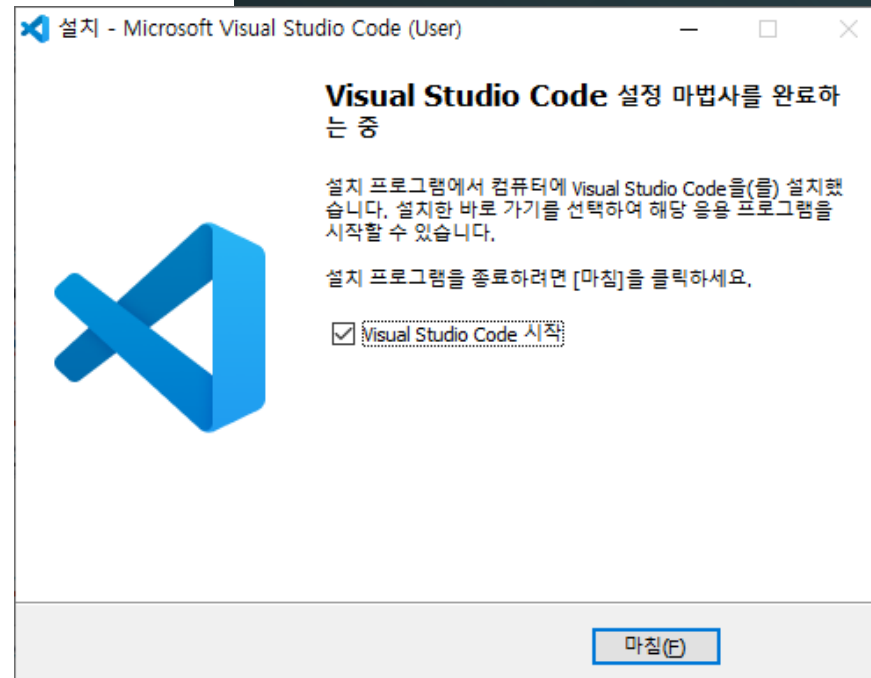 설치 - Microsoft Visual Studio Code (User)
Visual Studio Code 설정 마법사를 완료하
는 중
설치 프로그램에서 컴퓨터에 Visual Studio Code을(를) 설치했
습니다. 설치한 바로 가기를 선택하여 해당 응용 프로그램을
시작할 수 있습니다.
설치 프로그램을 종료하려면 [마침]을 클릭하세요.
Visual Studio Code 시작
마침(F)